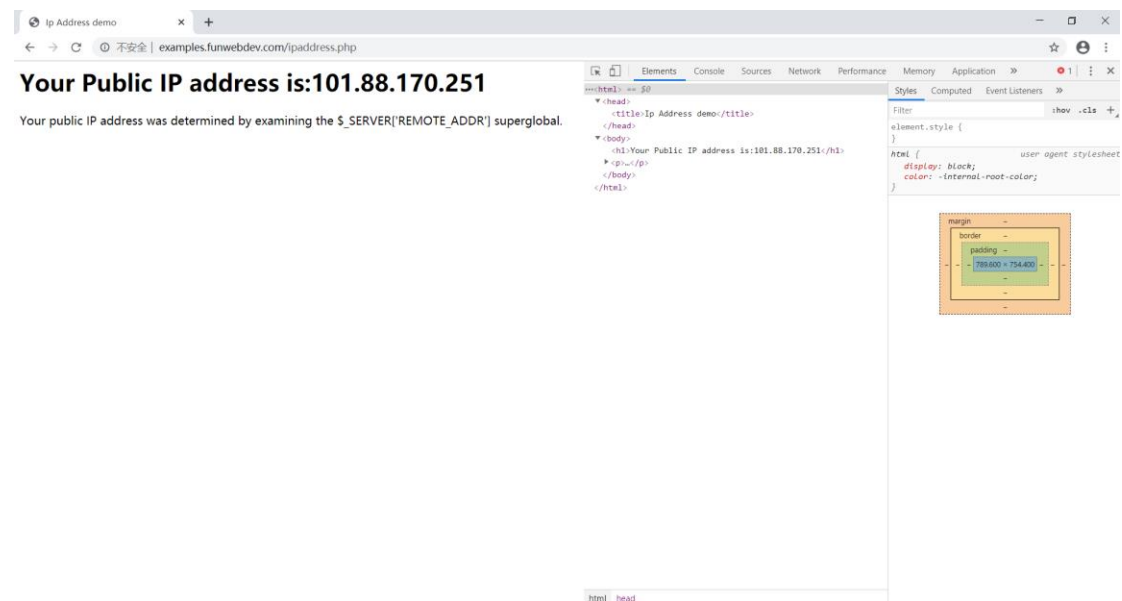 Ip Address demo
不安全 | examples.funwebdev.com/ipaddress.php
Your Public IP address is:101.88.170.251
Your public IP address was determined by examining the $_SERVER['REMOTE_ADDR'] superglobal.
Elements Console Sources Network Performance Memory Application » 1
<html> == $0
<head>
<title>Ip Address demo</title>
</head>
<body>
<h1>Your Public IP address is:101.88.170.251</h1>
<p>…</p>
</body>
</html>
html head
Styles Computed Event Listeners »
Filter :hov .cls +
element.style {
}
html { user agent stylesheet
display: block;
color: -internal-root-color;
}
margin –
border –
padding –
– – – 789.600 × 754.400 – – –
–
–
–